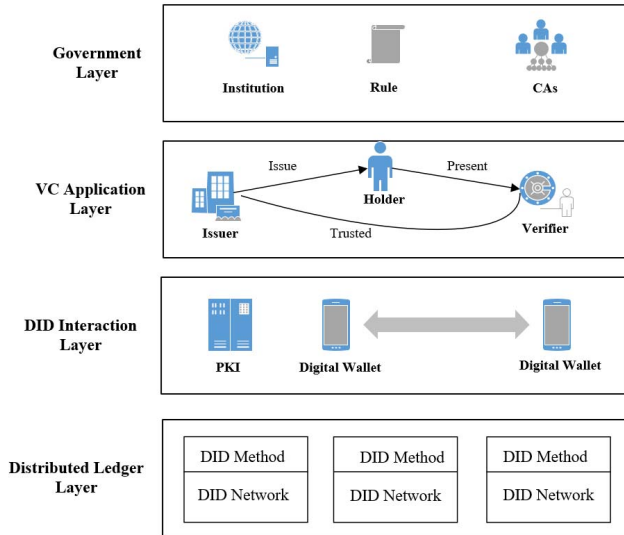 Government
Layer
Institution
Rule
CAs
VC Application
Layer
Issue
Present
Holder
Trusted
Issuer
Verifier
DID Interaction
Layer
PKI
Digital Wallet
Digital Wallet
Distributed Ledger
Layer
DID Method
DID Network
DID Method
DID Network
DID Method
DID Network